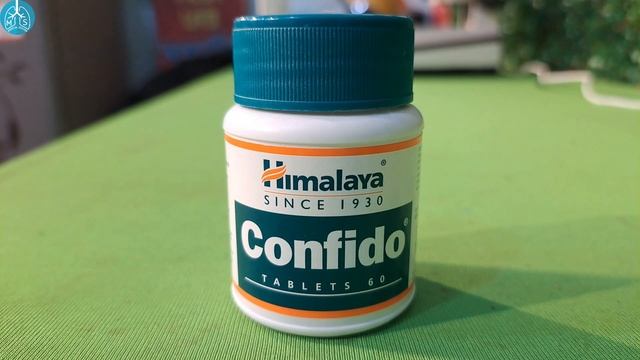 M S
Himalaya®
SINCE 1930
Confido®
TABLETS 60